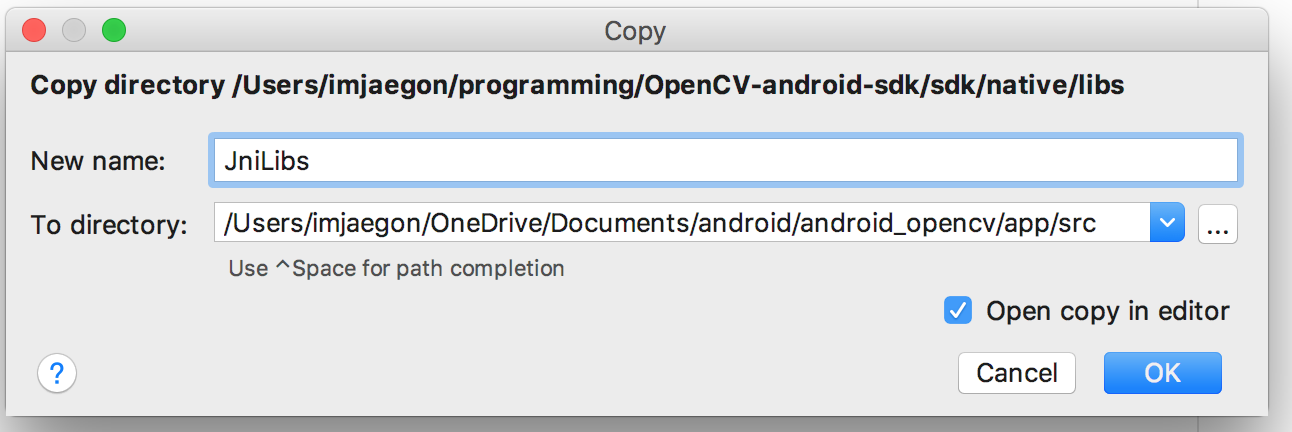 Copy
Copy directory /Users/imjaegon/programming/OpenCV-android-sdk/sdk/native/libs
New name: JniLibs
To directory: /Users/imjaegon/OneDrive/Documents/android/android_opencv/app/src ...
Use ^Space for path completion
Open copy in editor
? Cancel OK